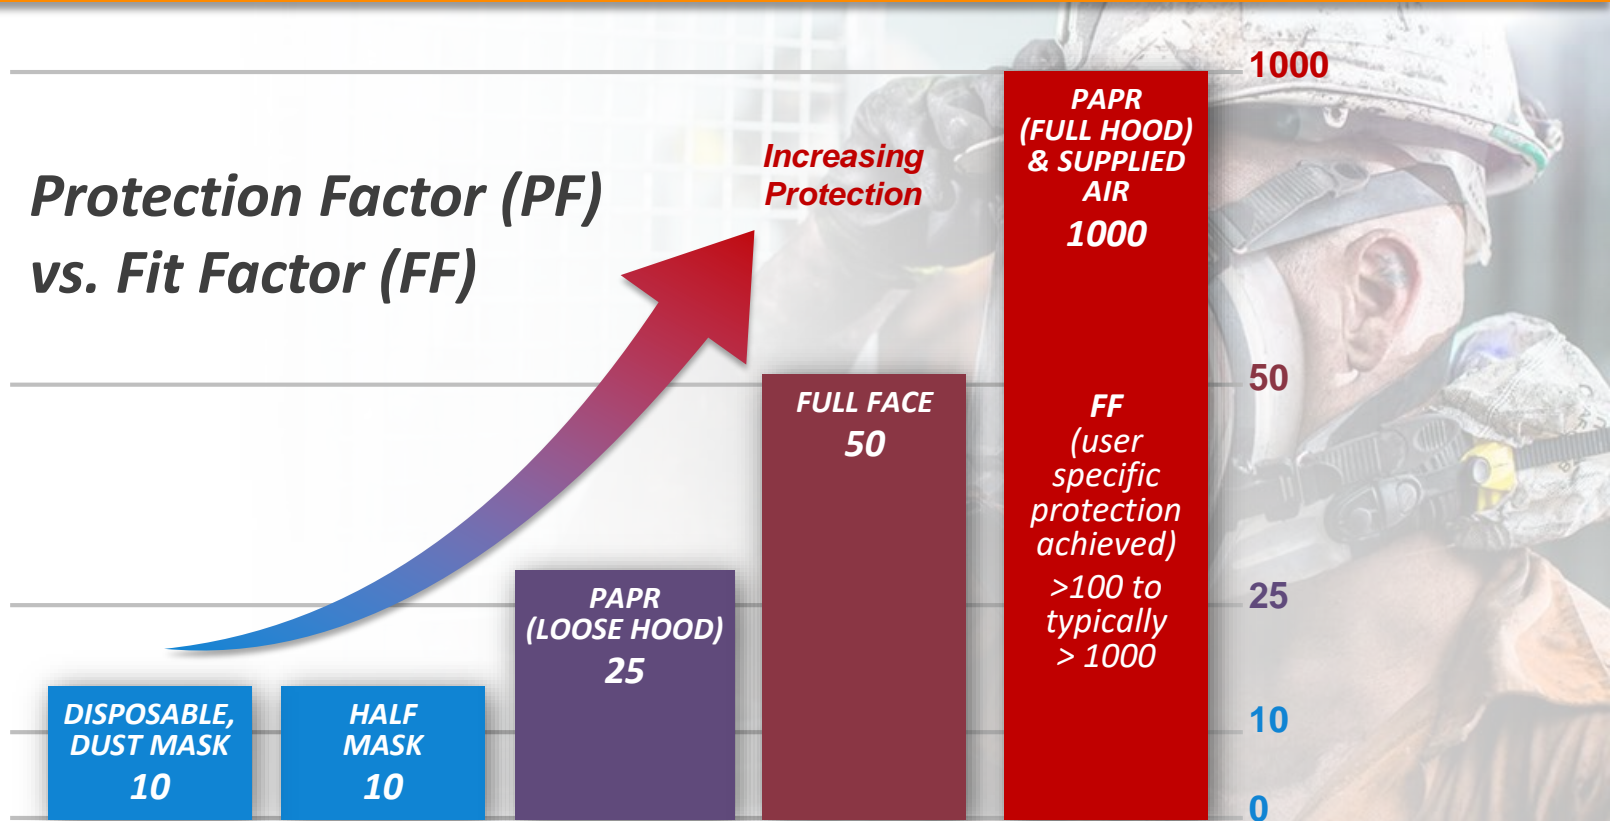 Protection Factor (PF)
vs. Fit Factor (FF)
Increasing
Protection
DISPOSABLE,
DUST MASK
10
HALF
MASK
10
PAPR
(LOOSE HOOD)
25
FULL FACE
50
PAPR
(FULL HOOD)
& SUPPLIED
AIR
1000
FF
(user
specific
protection
achieved)
>100 to
typically
> 1000
1000
50
25
10
0